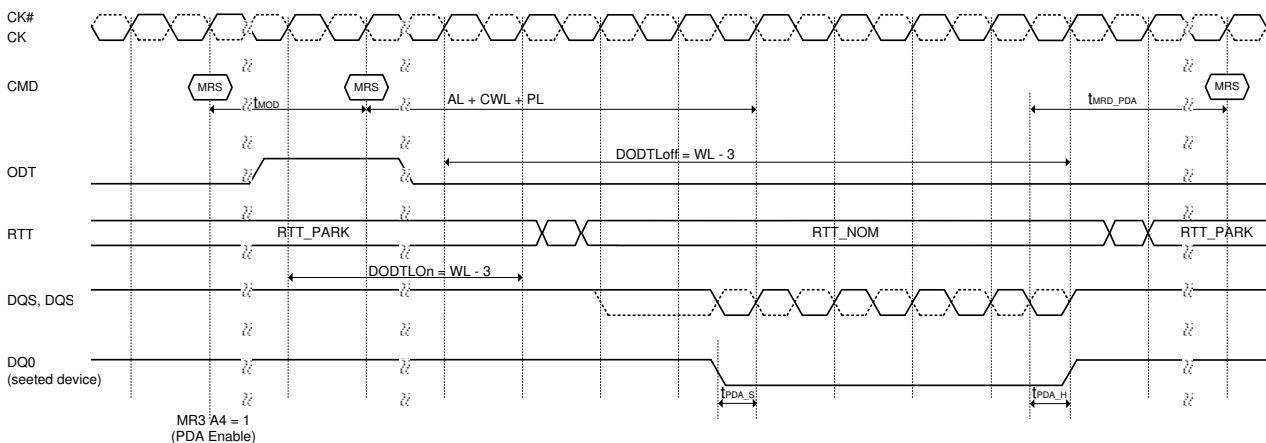 CK#
CK
CMD
MRS
MRS
MRS
tMOD
AL + CWL + PL
tMRD_PDA
DODTLoff = WL - 3
ODT
RTT
RTT_PARK
RTT_NOM
RTT_PARK
DODTLOn = WL - 3
DQS, DQS
DQ0
(seeted device)
tPDA_S
tPDA_H
MR3 A4 = 1
(PDA Enable)